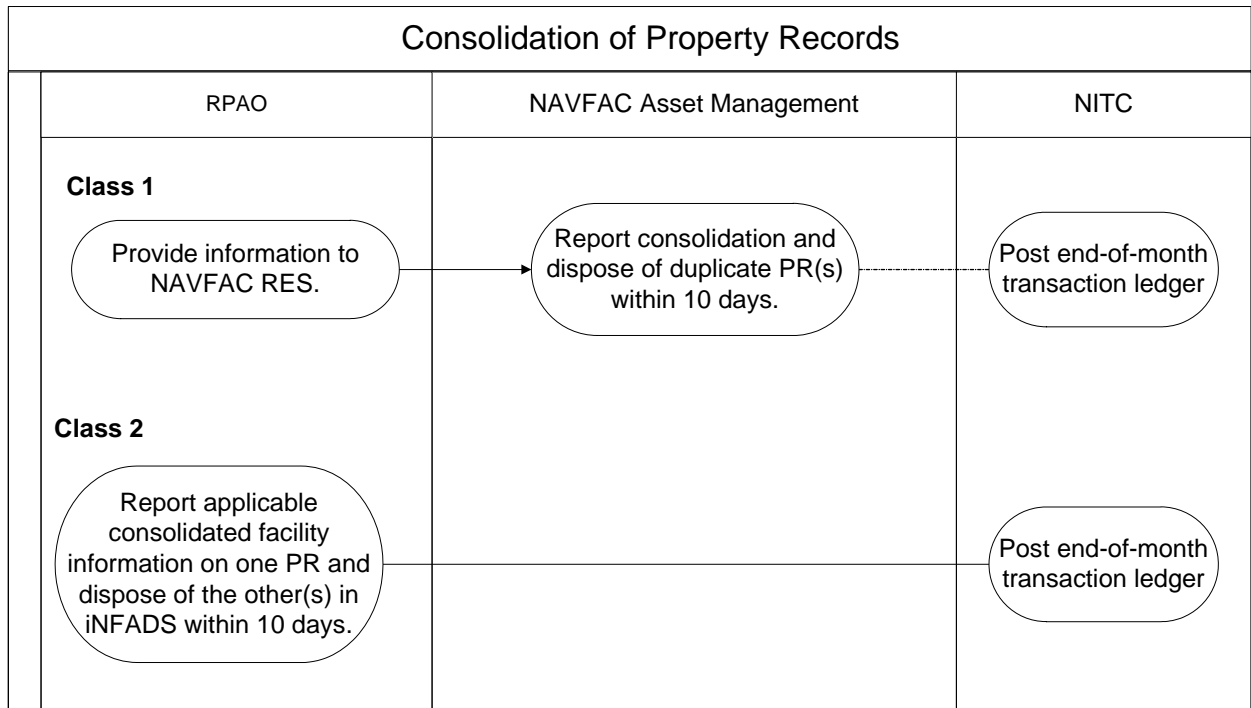 Consolidation of Property Records
RPAO
NAVFAC Asset Management
NITC
Class 1
Provide information to
NAVFAC RES.
Report consolidation and
dispose of duplicate PR(s)
within 10 days.
Post end-of-month
transaction ledger
Class 2
Report applicable
consolidated facility
information on one PR and
dispose of the other(s) in
iNFADS within 10 days.
Post end-of-month
transaction ledger